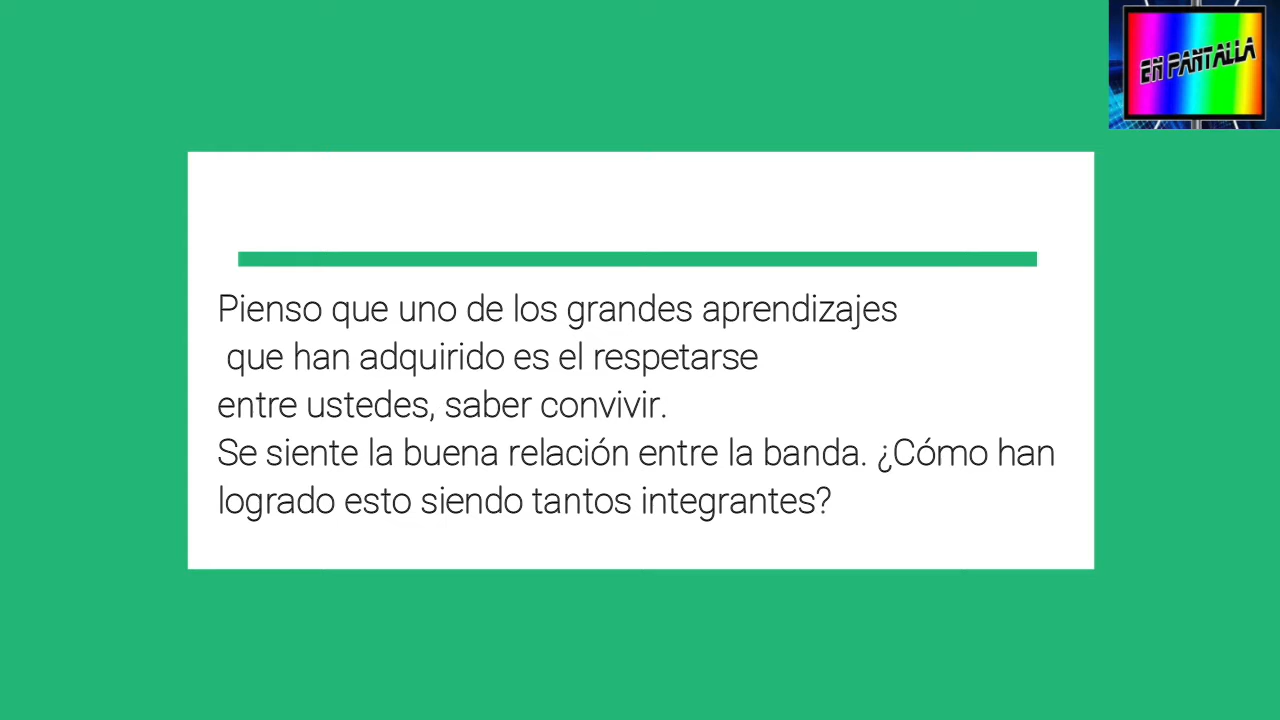 EN PANTALLA
Pienso que uno de los grandes aprendizajes
que han adquirido es el respetarse
entre ustedes, saber convivir.
Se siente la buena relación entre la banda. ¿Cómo han
logrado esto siendo tantos integrantes?